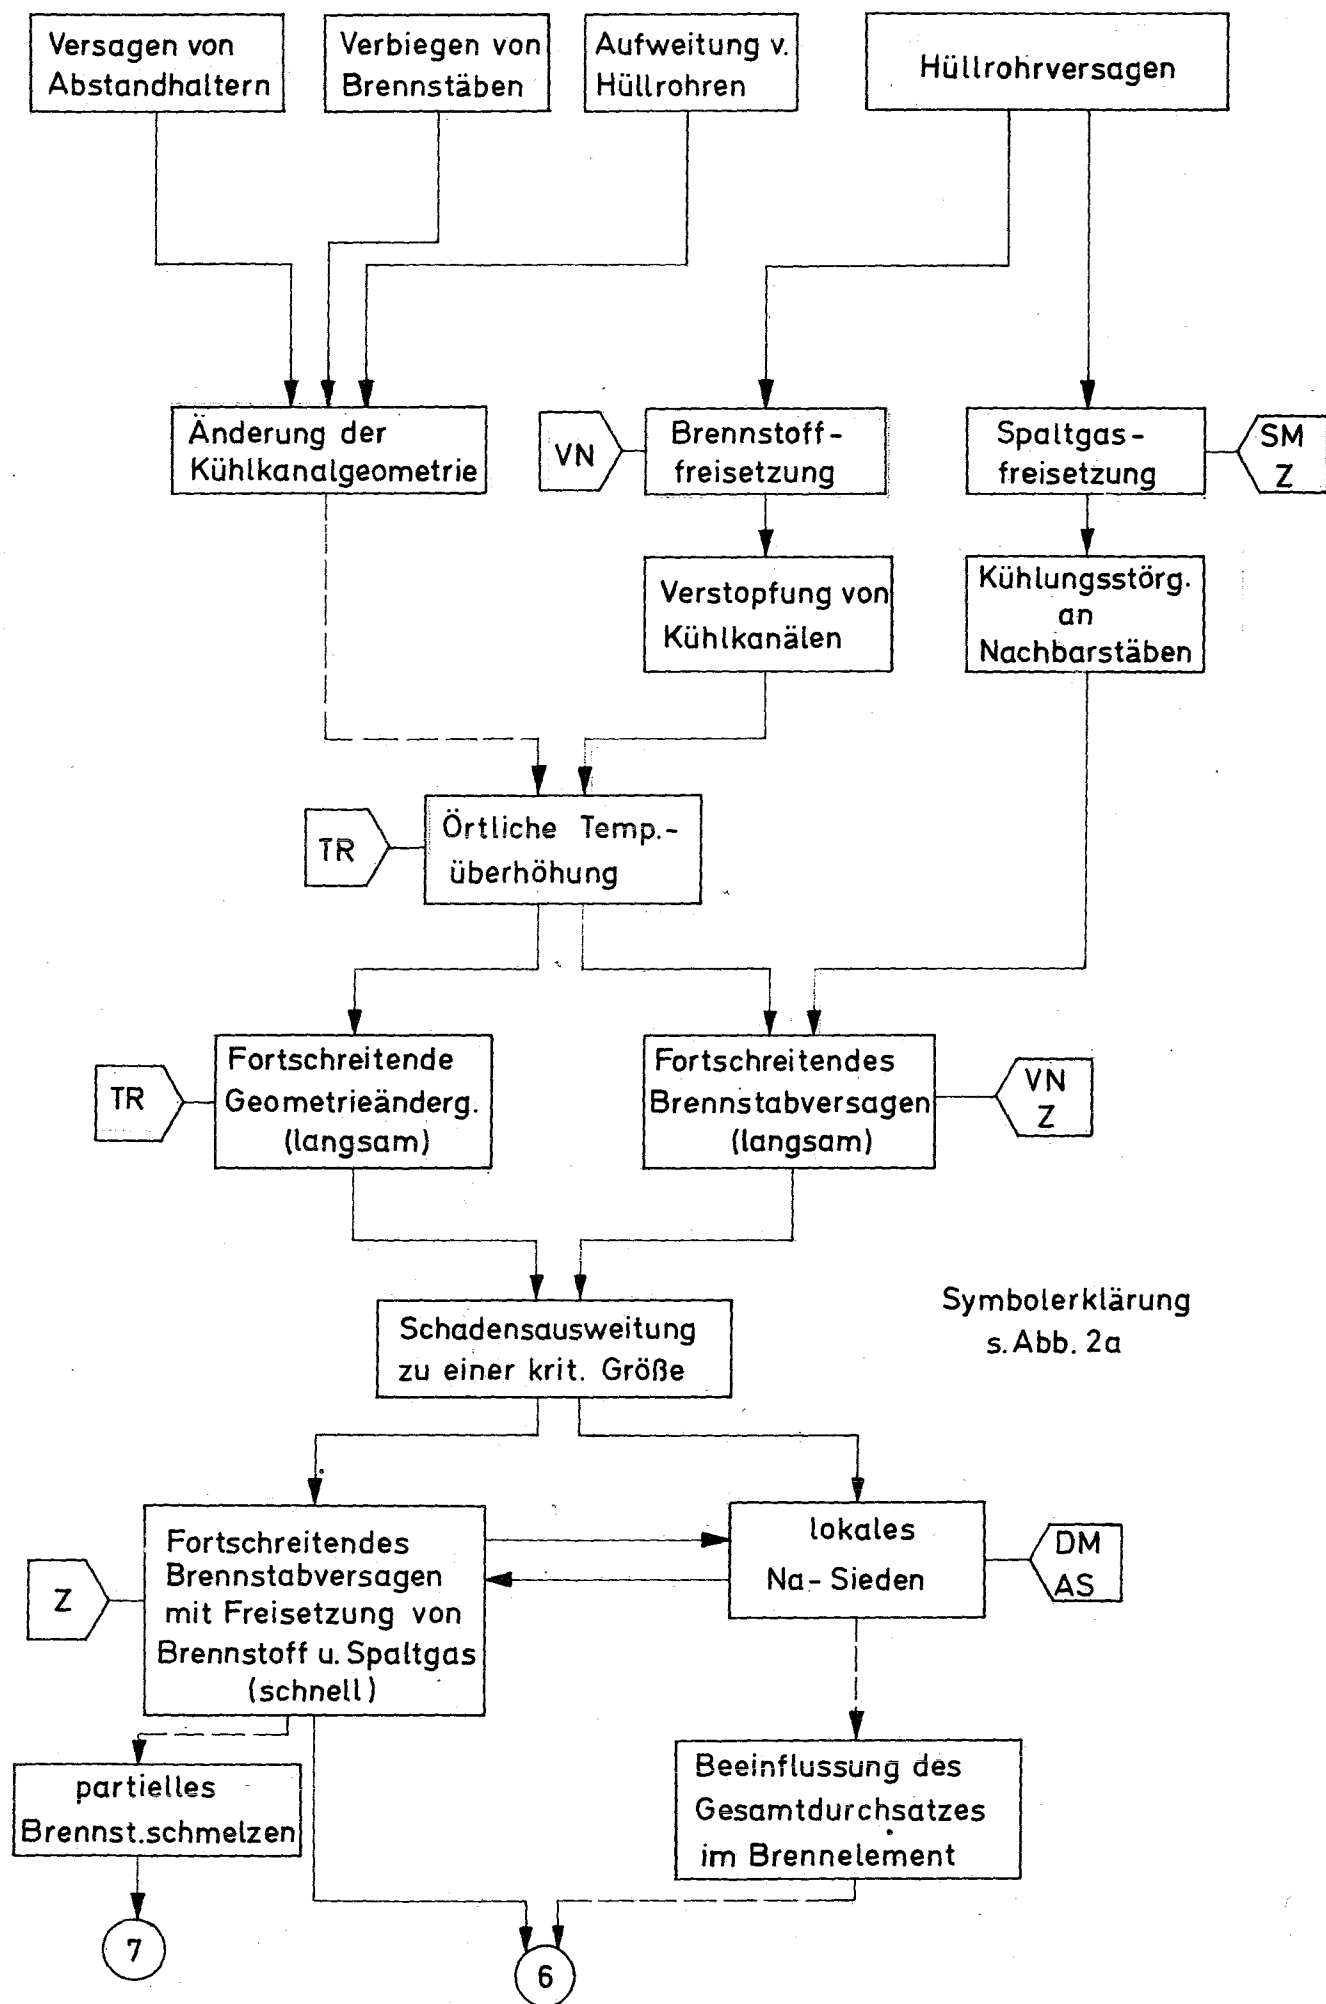 Versagen von
Abstandhaltern
Verbiegen von
Brennstäben
Aufweitung v.
Hüllrohren
Hüllrohrversagen
Änderung der
Kühlkanalgeometrie
VN
Brennstoff-
freisetzung
Spaltgas-
freisetzung
SM
Z
Verstopfung von
Kühlkanälen
Kühlungsstörg.
an
Nachbarstäben
TR
Örtliche Temp.-
überhöhung
TR
Fortschreitende
Geometrieänderg.
(langsam)
Fortschreitendes
Brennstabversagen
(langsam)
VN
Z
Schadensausweitung
zu einer krit. Größe
Symbolerklärung
s. Abb. 2a
Z
Fortschreitendes
Brennstabversagen
mit Freisetzung von
Brennstoff u. Spaltgas
(schnell)
lokales
Na-Sieden
DM
AS
partielles
Brennst.schmelzen
Beeinflussung des
Gesamtdurchsatzes
im Brennelement
7
6